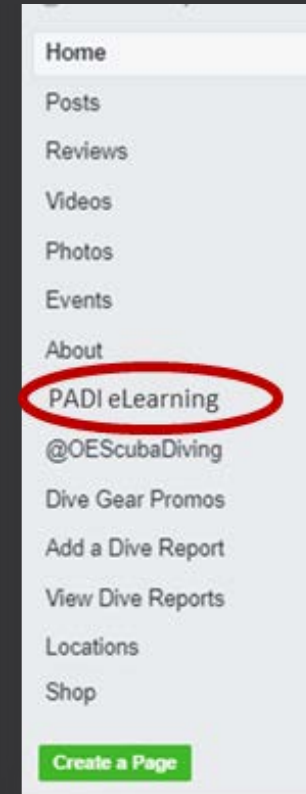 Home
Posts
Reviews
Videos
Photos
Events
About
PADI eLearning
@OEScubaDiving
Dive Gear Promos
Add a Dive Report
View Dive Reports
Locations
Shop
Create a Page